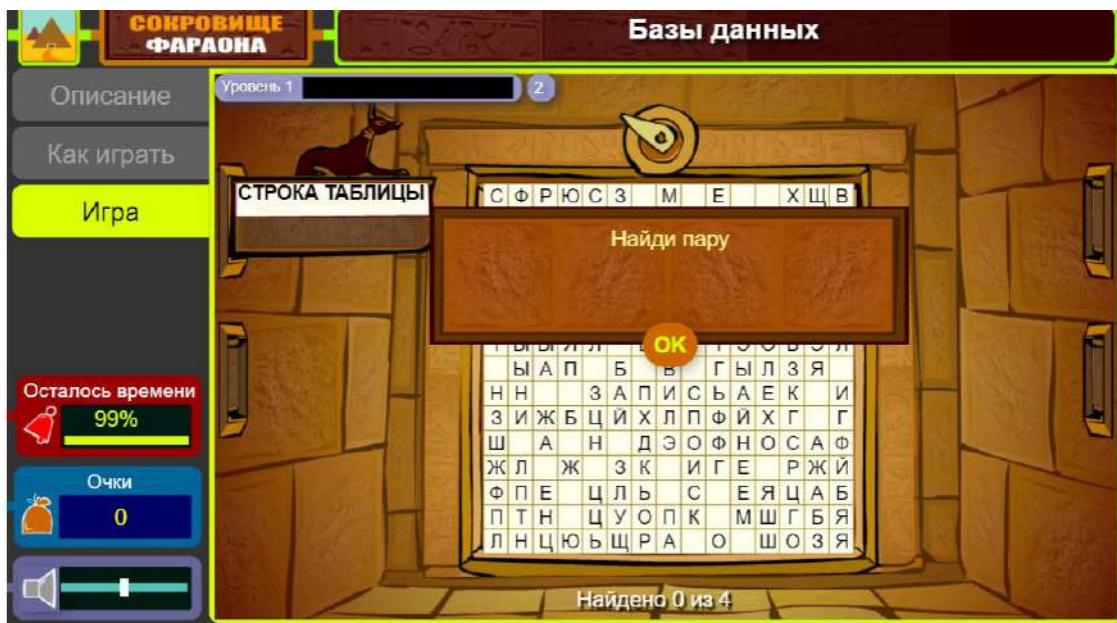 СОКРОВИЩЕ
ФАРАОНА
Базы данных
Описание
Как играть
Игра
Уровень 1
2
СТРОКА ТАБЛИЦЫ
С Ф Р Ю С З М Е Х Щ В
Найди пару
OK
Ы А П Б В Г Ы Л З Я
Н Н З А П И С Ь А Е К И
З И Ж Б Ц Й Х Л П Ф Й Х Г Г
Ш А Н Д Э О Ф Н О С А Ф
Ж Л Ж З К И Г Е Р Ж Й
Ф П Е Ц Л Ь С Е Я Ц А Б
П Т Н Ц У О П К М Ш Г Б Я
Л Н Ц Ю Ь Щ Р А О Ш О З Я
Осталось времени
99%
Очки
0
Найдено 0 из 4